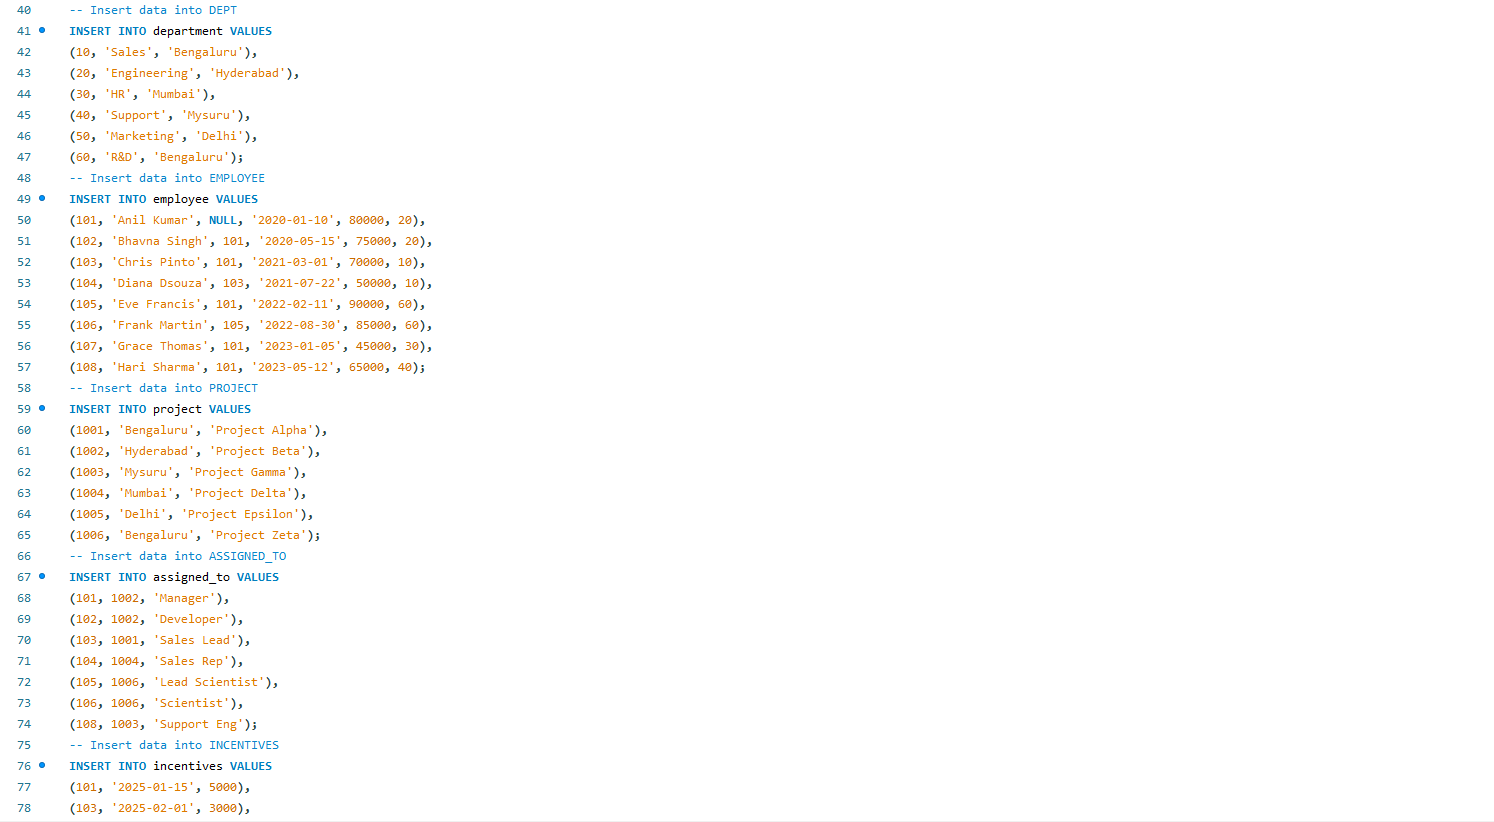 40 -- Insert data into DEPT
41 INSERT INTO department VALUES
42 (10, 'Sales', 'Bengaluru'),
43 (20, 'Engineering', 'Hyderabad'),
44 (30, 'HR', 'Mumbai'),
45 (40, 'Support', 'Mysuru'),
46 (50, 'Marketing', 'Delhi'),
47 (60, 'R&D', 'Bengaluru');
48 -- Insert data into EMPLOYEE
49 INSERT INTO employee VALUES
50 (101, 'Anil Kumar', NULL, '2020-01-10', 80000, 20),
51 (102, 'Bhavna Singh', 101, '2020-05-15', 75000, 20),
52 (103, 'Chris Pinto', 101, '2021-03-01', 70000, 10),
53 (104, 'Diana Dsouza', 103, '2021-07-22', 50000, 10),
54 (105, 'Eve Francis', 101, '2022-02-11', 90000, 60),
55 (106, 'Frank Martin', 105, '2022-08-30', 85000, 60),
56 (107, 'Grace Thomas', 101, '2023-01-05', 45000, 30),
57 (108, 'Hari Sharma', 101, '2023-05-12', 65000, 40);
58 -- Insert data into PROJECT
59 INSERT INTO project VALUES
60 (1001, 'Bengaluru', 'Project Alpha'),
61 (1002, 'Hyderabad', 'Project Beta'),
62 (1003, 'Mysuru', 'Project Gamma'),
63 (1004, 'Mumbai', 'Project Delta'),
64 (1005, 'Delhi', 'Project Epsilon'),
65 (1006, 'Bengaluru', 'Project Zeta');
66 -- Insert data into ASSIGNED_TO
67 INSERT INTO assigned_to VALUES
68 (101, 1002, 'Manager'),
69 (102, 1002, 'Developer'),
70 (103, 1001, 'Sales Lead'),
71 (104, 1004, 'Sales Rep'),
72 (105, 1006, 'Lead Scientist'),
73 (106, 1006, 'Scientist'),
74 (108, 1003, 'Support Eng');
75 -- Insert data into INCENTIVES
76 INSERT INTO incentives VALUES
77 (101, '2025-01-15', 5000),
78 (103, '2025-02-01', 3000),